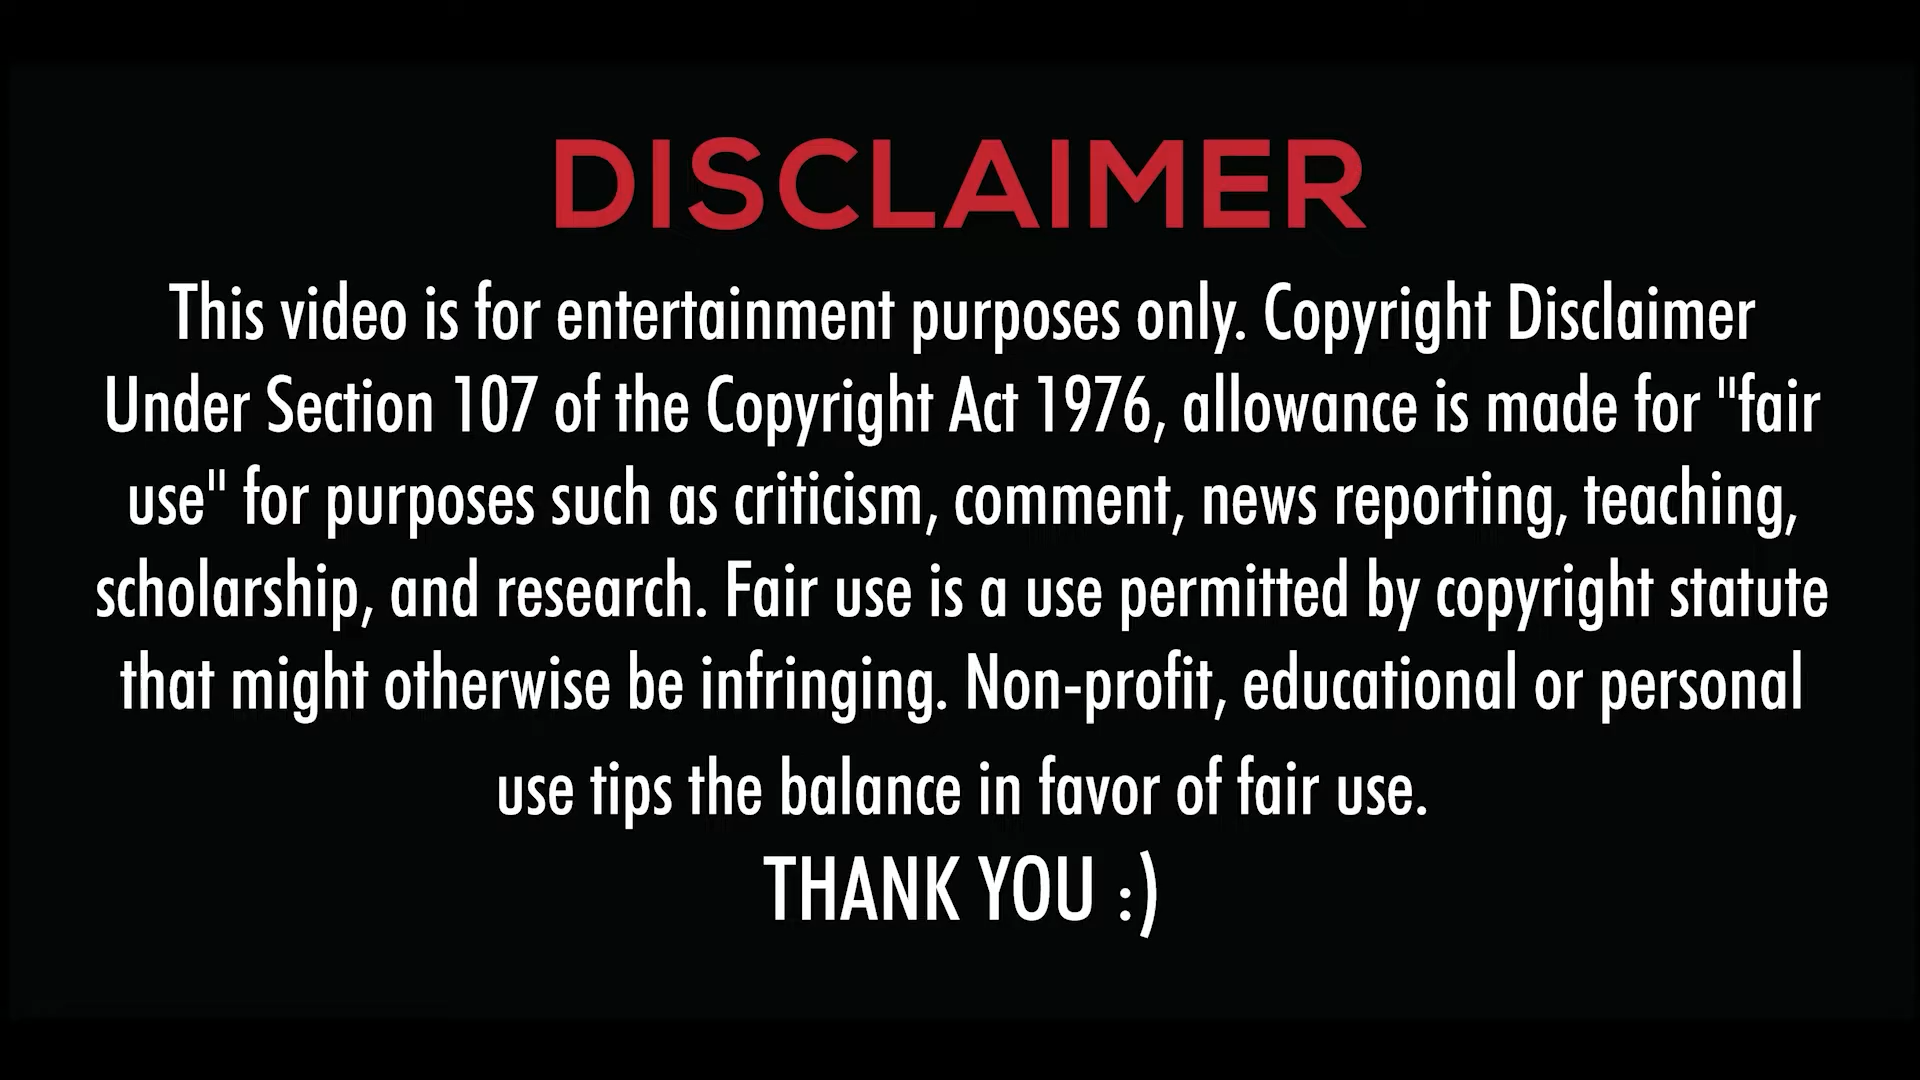 DISCLAIMER
This video is for entertainment purposes only. Copyright Disclaimer
Under Section 107 of the Copyright Act 1976, allowance is made for "fair
use" for purposes such as criticism, comment, news reporting, teaching,
scholarship, and research. Fair use is a use permitted by copyright statute
that might otherwise be infringing. Non-profit, educational or personal
use tips the balance in favor of fair use.
THANK YOU :)